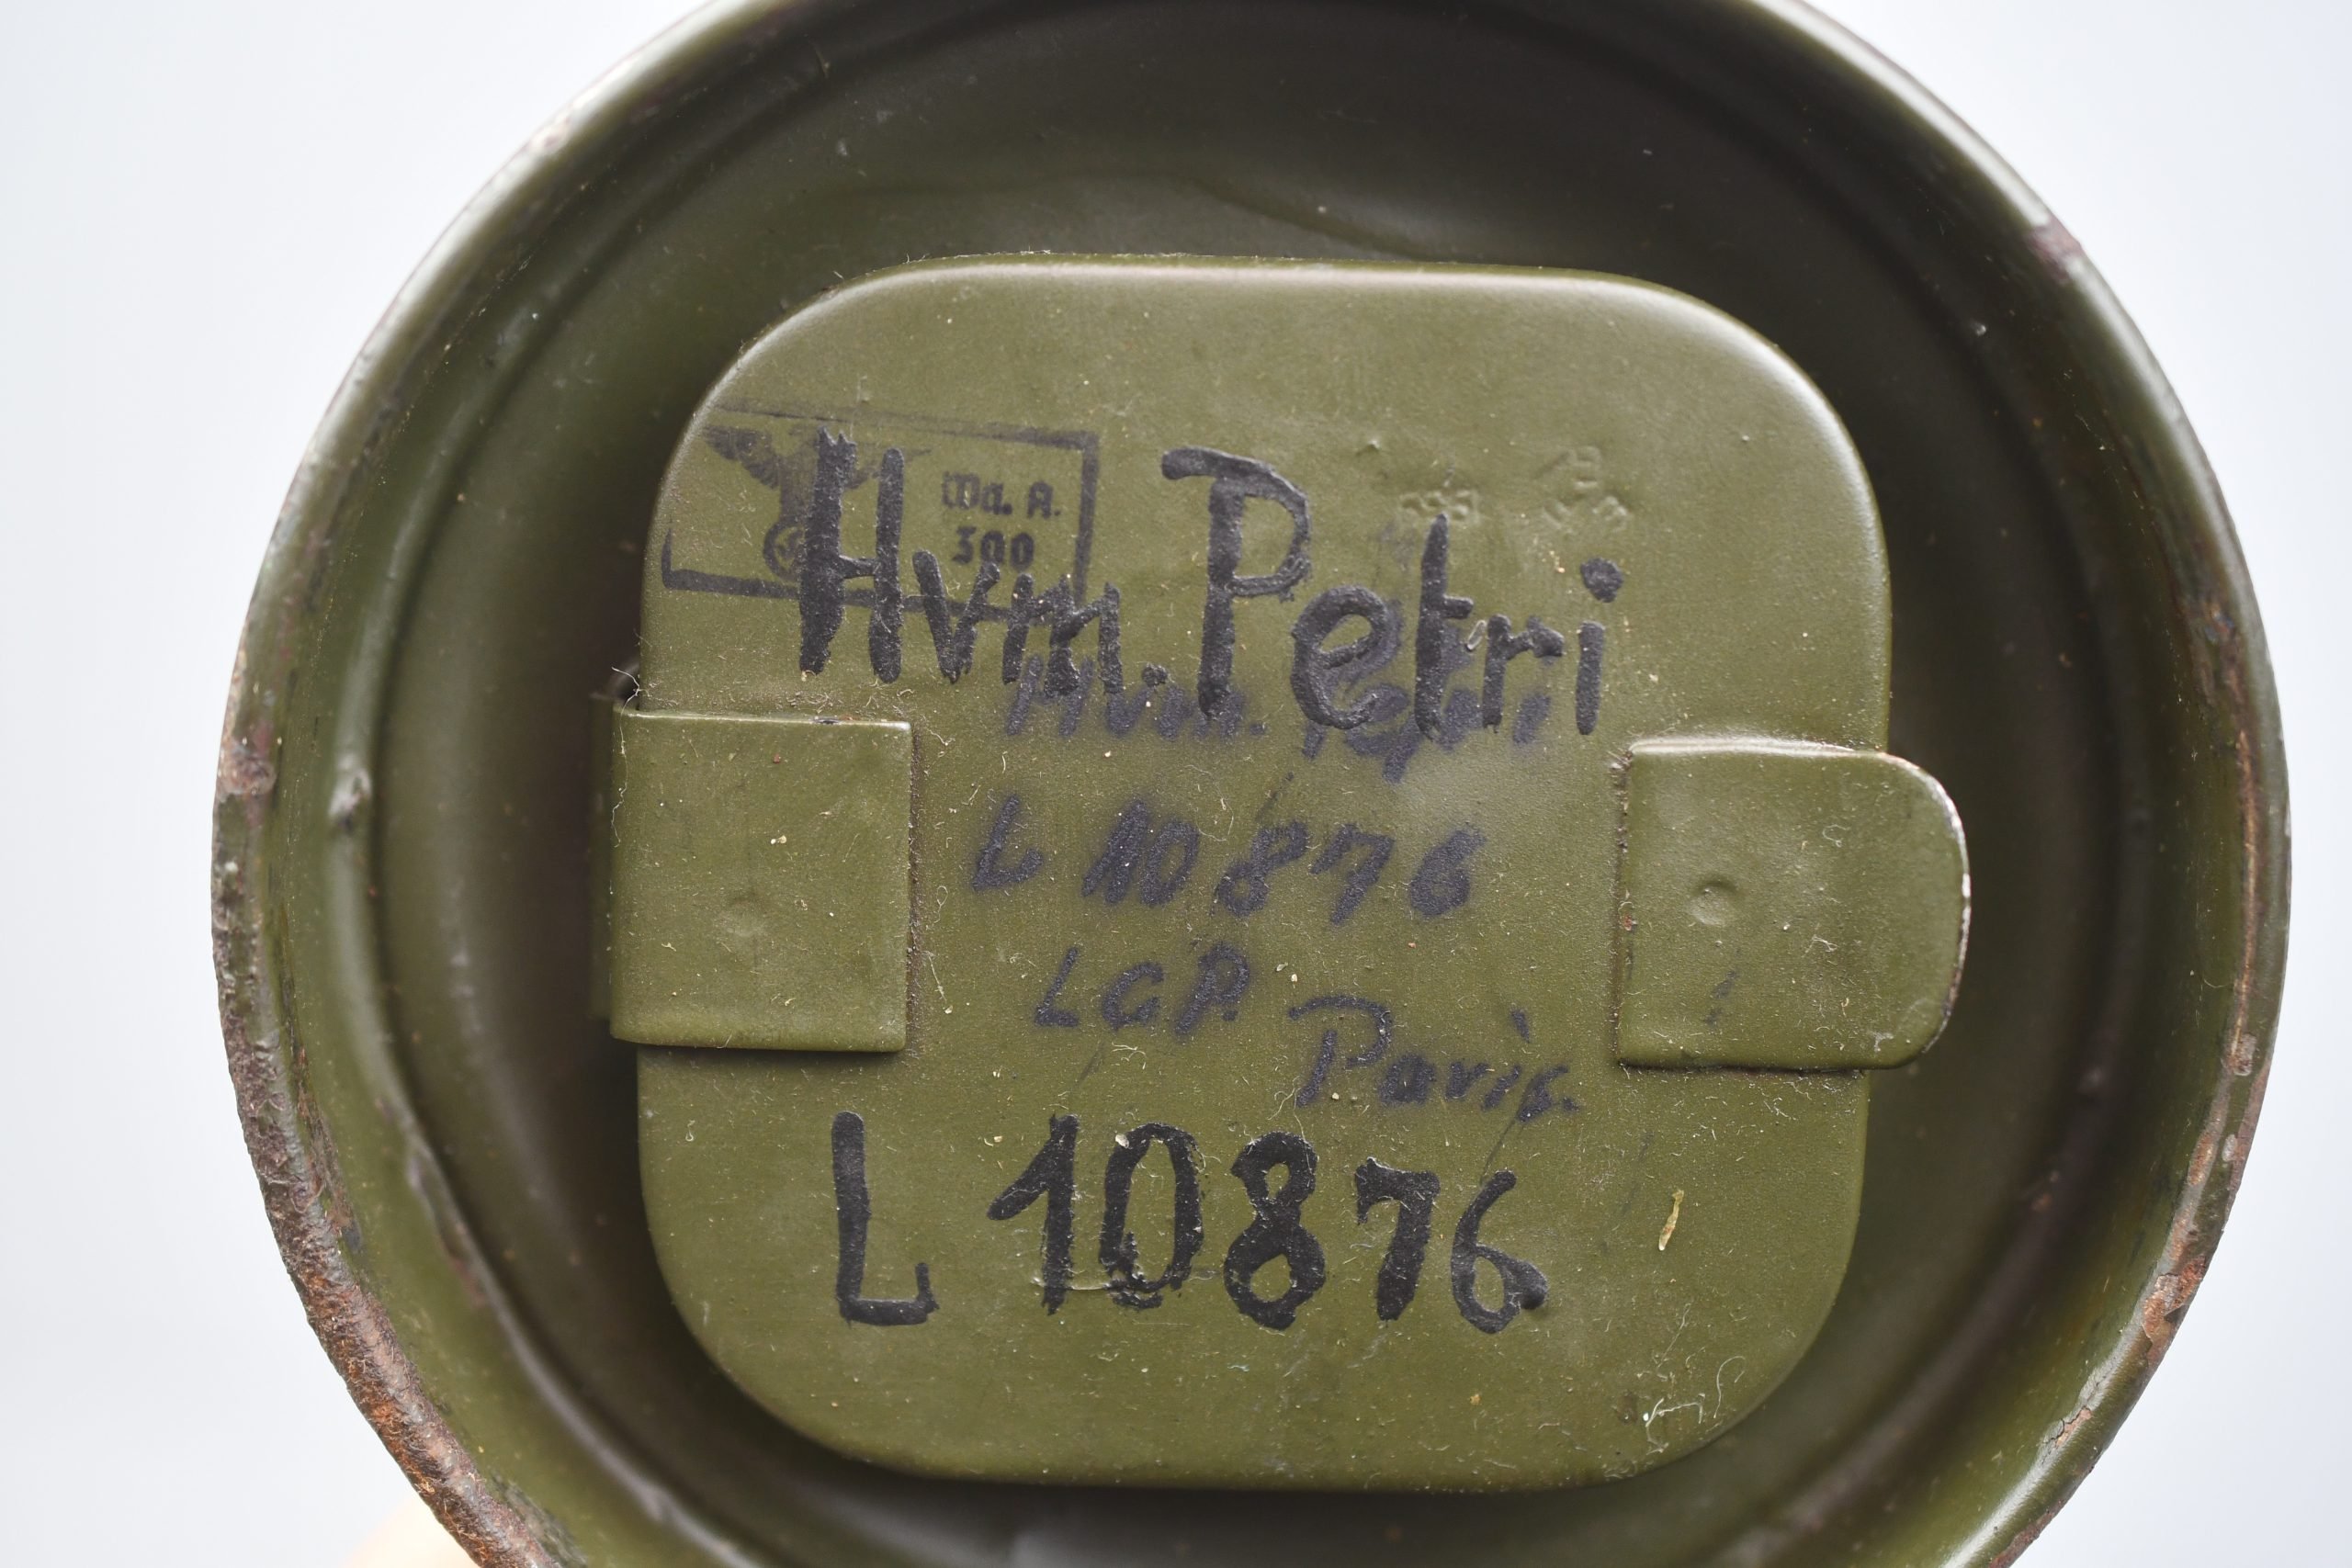 Wa. A.
300
Hvm. Petri
Hvm. Petri
L 10876
LGP. Paris.
L 10876